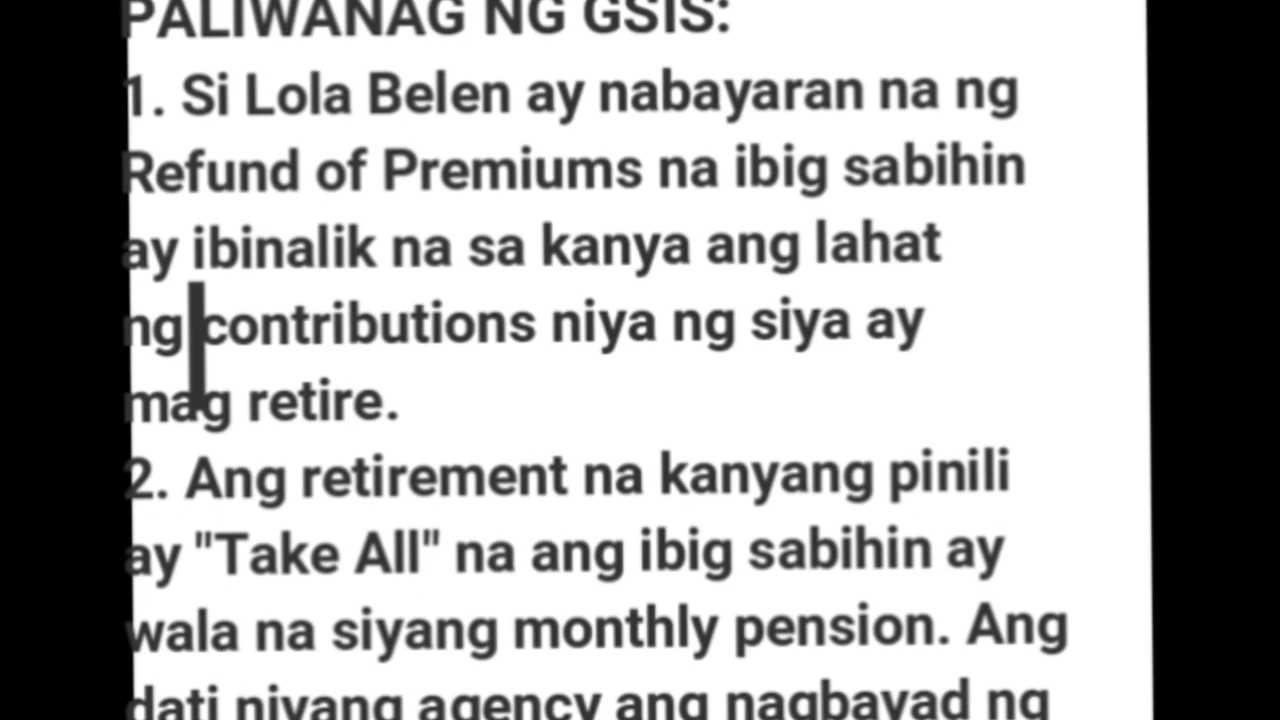 PALIWANAG NG GSIS:
1. Si Lola Belen ay nabayaran na ng
Refund of Premiums na ibig sabihin
ay ibinalik na sa kanya ang lahat
ng contributions niya ng siya ay
mag retire.
2. Ang retirement na kanyang pinili
ay "Take All" na ang ibig sabihin ay
wala na siyang monthly pension. Ang
dati niyang agency ang nagbayad ng